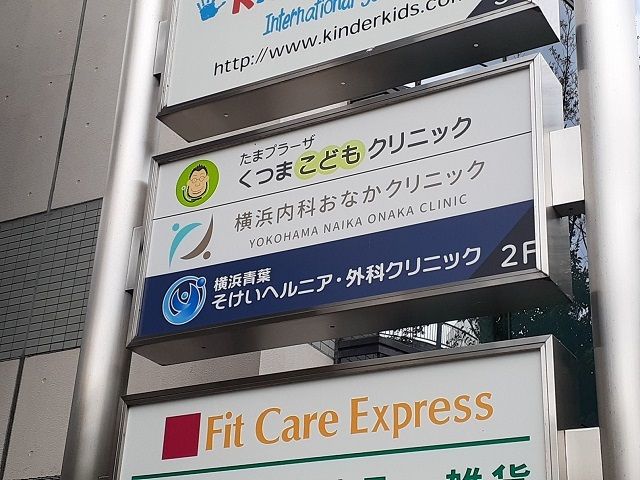 International
http://www.kinderkids.com
たまプラーザ
くつまこどもクリニック
横浜内科おなかクリニック
YOKOHAMA NAIKA ONAKA CLINIC
横浜青葉
そけいヘルニア・外科クリニック 2F
Fit Care Express
雑貨